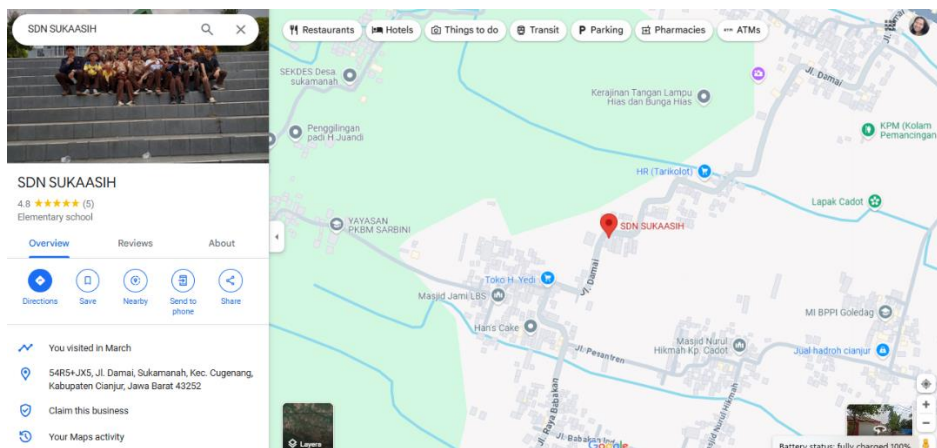 SDN SUKAASIH
Restaurants
Hotels
Things to do
Transit
Parking
Pharmacies
ATMs
SDN SUKAASIH
4.8 ★★★★★ (5)
Elementary school
Overview
Reviews
About
Directions
Save
Nearby
Send to
phone
Share
You visited in March
54R5+JX5, Jl. Damai, Sukamanah, Kec. Cugenang,
Kabupaten Cianjur, Jawa Barat 43252
Claim this business
Your Maps activity
SEKDES Desa.
sukamanah
Penggilingan
padi H Juandi
Kerajinan Tangan Lampu
Hias dan Bunga Hias
Jl. Damai
KPM (Kolam
Pemancingan
HR (Tarikolot)
Lapak Cadot
YAYASAN
PKBM SARBINI
SDN SUKAASIH
Jl. Damai
Toko H. Yedi
Masjid Jami LBS
Han's Cake
MI BPPI Goledag
Masjid Nurul
Hikmah Kp. Cadot
Jual hadroh cianjur
Jl. Pesantren
Jl. Raya Babakan
Nurul Hikmah
Layers
Google
Battery status: fully charged 100%